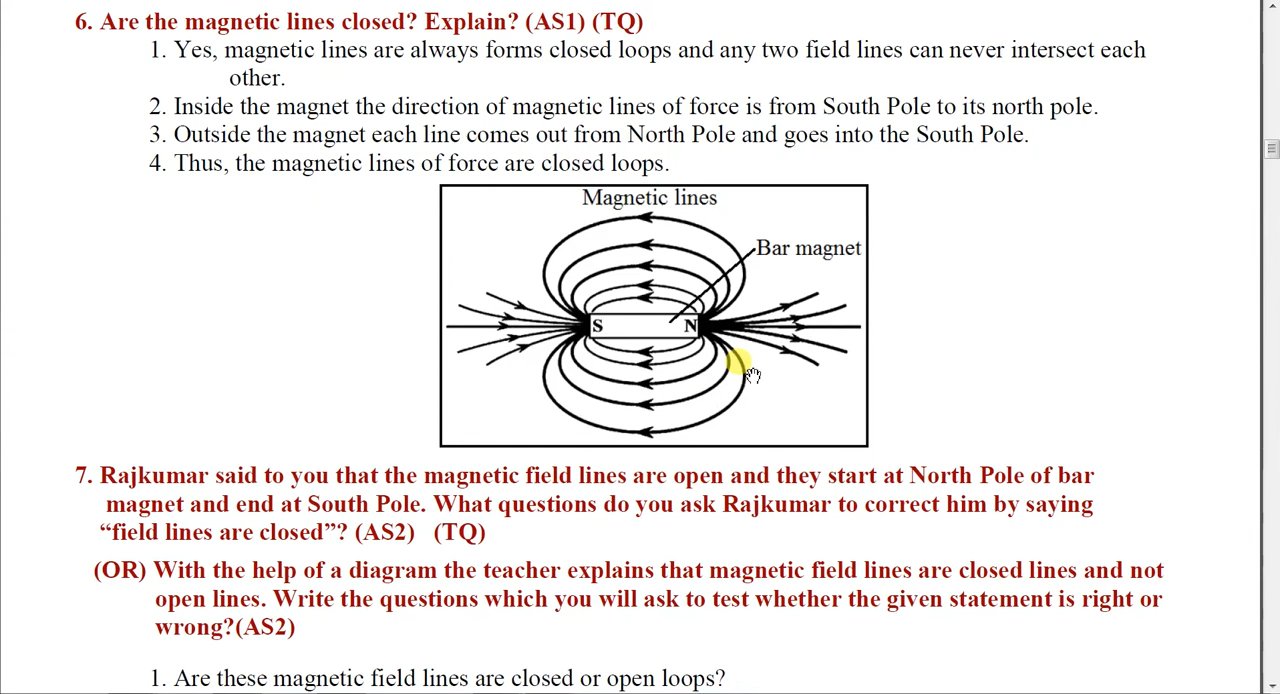 6. Are the magnetic lines closed? Explain? (AS1) (TQ)
1. Yes, magnetic lines are always forms closed loops and any two field lines can never intersect each
other.
2. Inside the magnet the direction of magnetic lines of force is from South Pole to its north pole.
3. Outside the magnet each line comes out from North Pole and goes into the South Pole.
4. Thus, the magnetic lines of force are closed loops.
Magnetic lines
Bar magnet
S N
7. Rajkumar said to you that the magnetic field lines are open and they start at North Pole of bar
magnet and end at South Pole. What questions do you ask Rajkumar to correct him by saying
“field lines are closed”? (AS2) (TQ)
(OR) With the help of a diagram the teacher explains that magnetic field lines are closed lines and not
open lines. Write the questions which you will ask to test whether the given statement is right or
wrong?(AS2)
1. Are these magnetic field lines are closed or open loops?